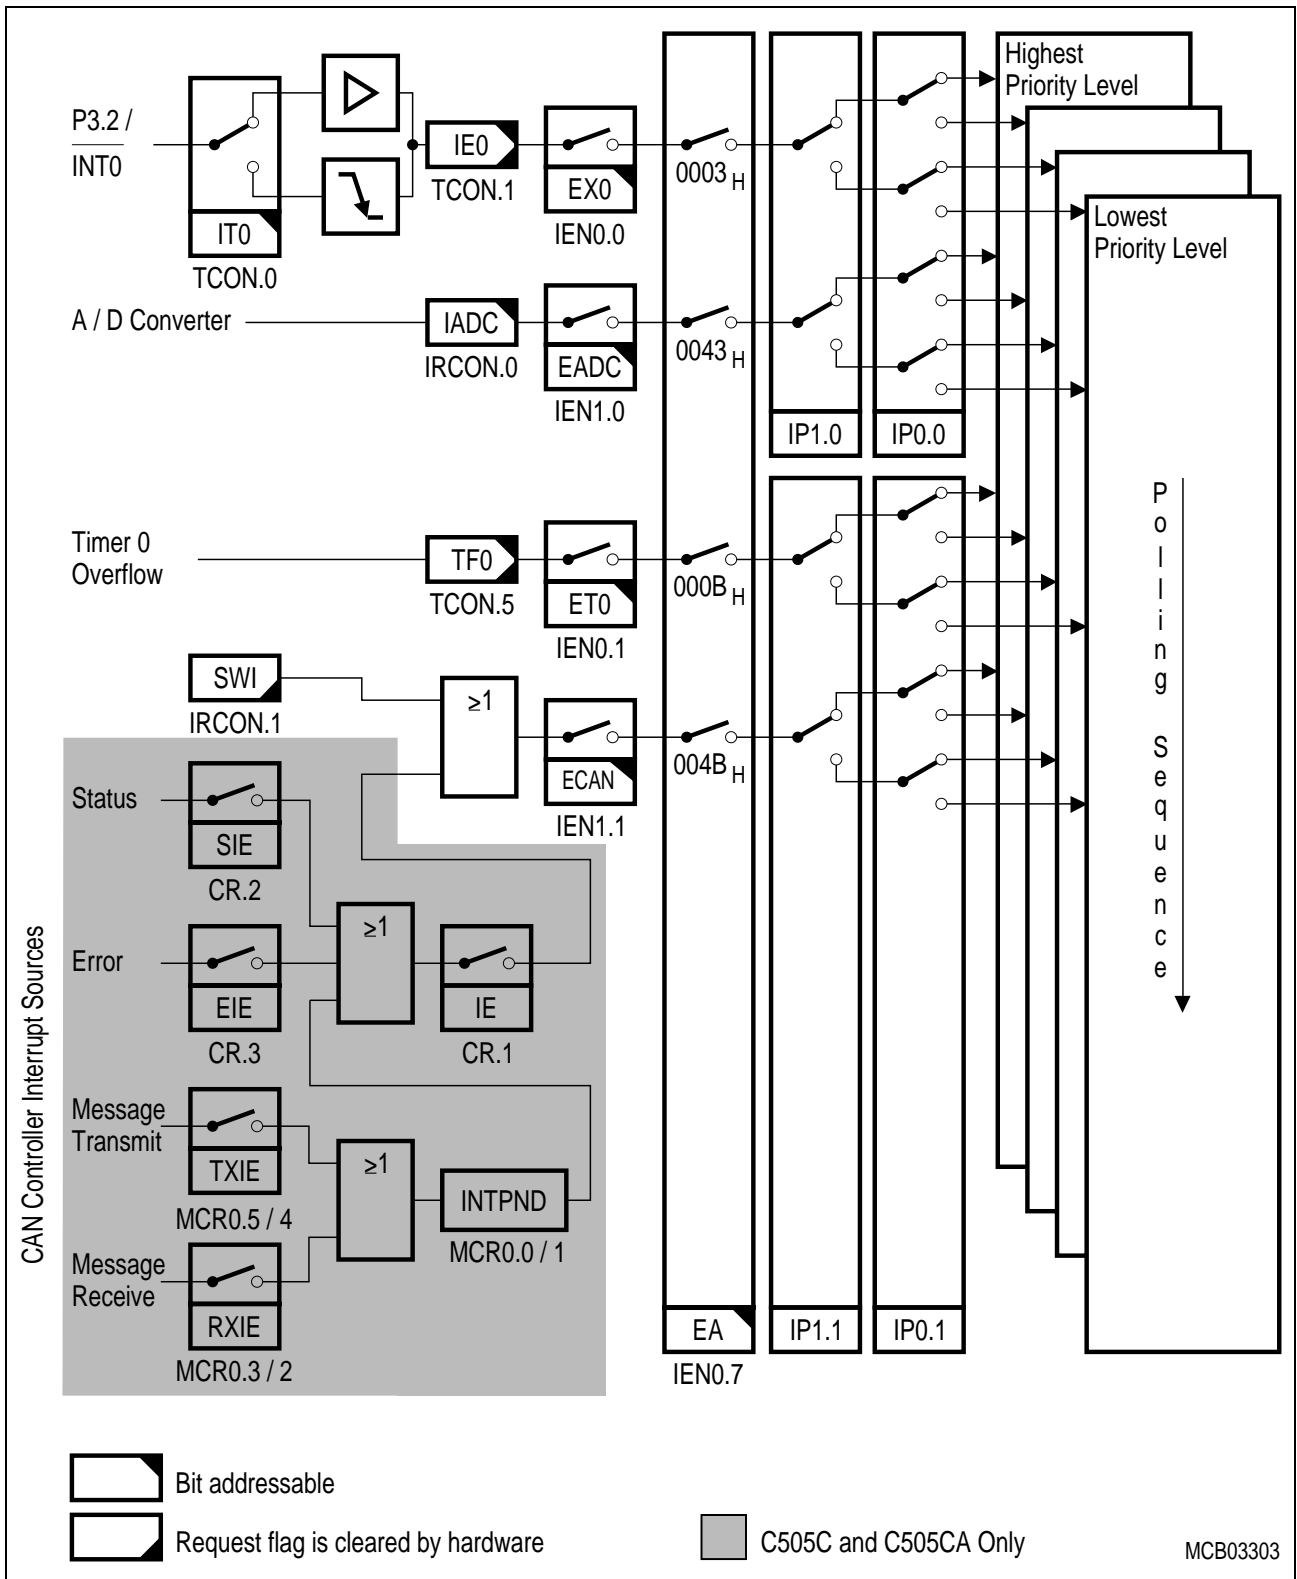 Highest
Priority Level
P3.2 /
INT0
IE0
TCON.1
EX0
IEN0.0
0003 H
IT0
TCON.0
Lowest
Priority Level
A / D Converter
IADC
IRCON.0
EADC
IEN1.0
0043 H
IP1.0
IP0.0
Timer 0
Overflow
TF0
TCON.5
ET0
IEN0.1
000B H
SWI
IRCON.1
≥1
ECAN
IEN1.1
004B H
Polling Sequence
CAN Controller Interrupt Sources
Status
SIE
CR.2
Error
EIE
CR.3
≥1
IE
CR.1
Message
Transmit
TXIE
MCR0.5 / 4
≥1
INTPND
MCR0.0 / 1
Message
Receive
RXIE
MCR0.3 / 2
EA
IEN0.7
IP1.1
IP0.1
Bit addressable
Request flag is cleared by hardware
C505C and C505CA Only
MCB03303